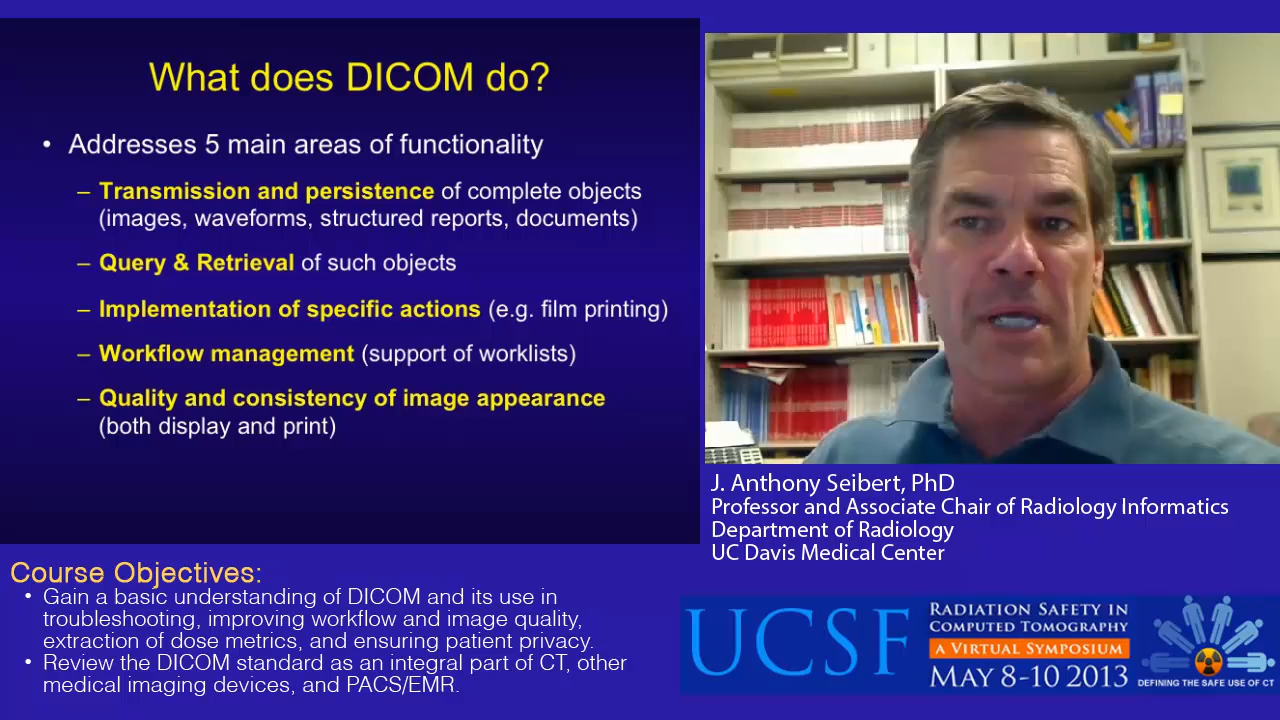 What does DICOM do?
• Addresses 5 main areas of functionality
– Transmission and persistence of complete objects
(images, waveforms, structured reports, documents)
– Query & Retrieval of such objects
– Implementation of specific actions (e.g. film printing)
– Workflow management (support of worklists)
– Quality and consistency of image appearance
(both display and print)
J. Anthony Seibert, PhD
Professor and Associate Chair of Radiology Informatics
Department of Radiology
UC Davis Medical Center
Course Objectives:
• Gain a basic understanding of DICOM and its use in
troubleshooting, improving workflow and image quality,
extraction of dose metrics, and ensuring patient privacy.
• Review the DICOM standard as an integral part of CT, other
medical imaging devices, and PACS/EMR.
UCSF
Radiation Safety in
Computed Tomography
A Virtual Symposium
May 8-10 2013
DEFINING THE SAFE USE OF CT